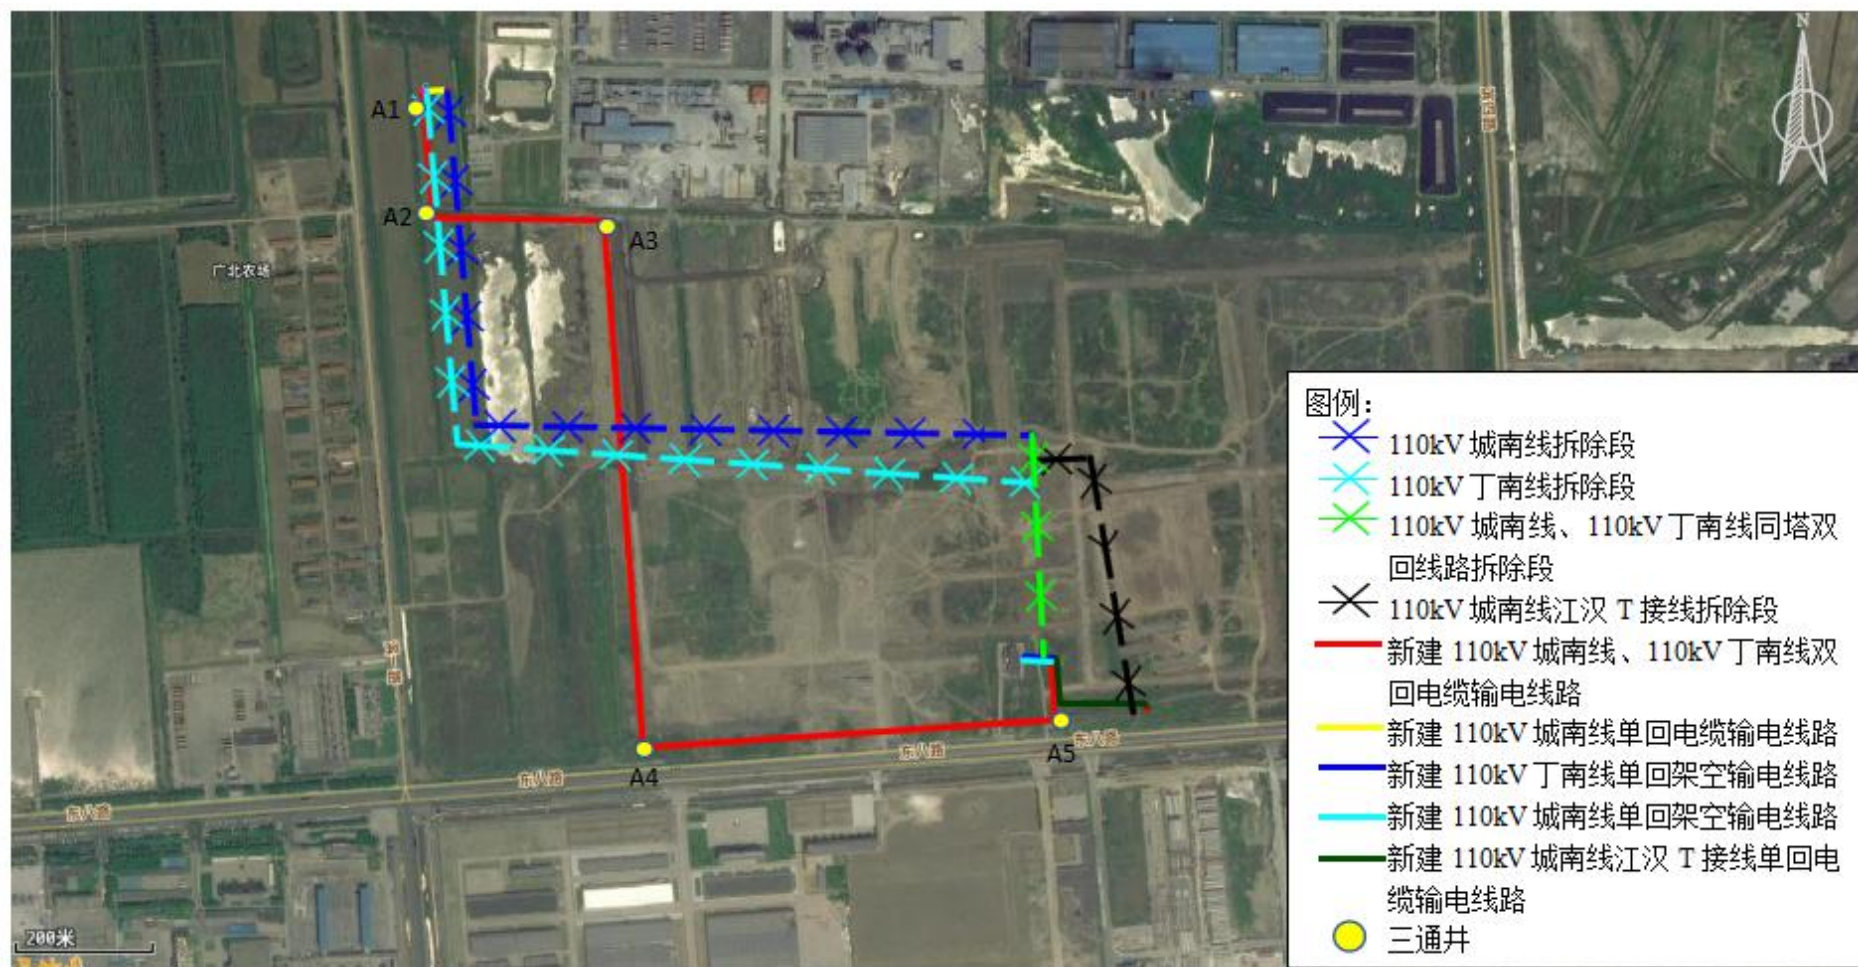 N
A1
A2
A3
广北农场
A4
A5
东八路
东八路
东八路
东八路
200米
图例：
110kV 城南线拆除段
110kV 丁南线拆除段
110kV 城南线、110kV 丁南线同塔双
回线路拆除段
110kV 城南线江汉 T 接线拆除段
新建 110kV 城南线、110kV 丁南线双
回电缆输电线路
新建 110kV 城南线单回电缆输电线路
新建 110kV 丁南线单回架空输电线路
新建 110kV 城南线单回架空输电线路
新建 110kV 城南线江汉 T 接线单回电
缆输电线路
三通井